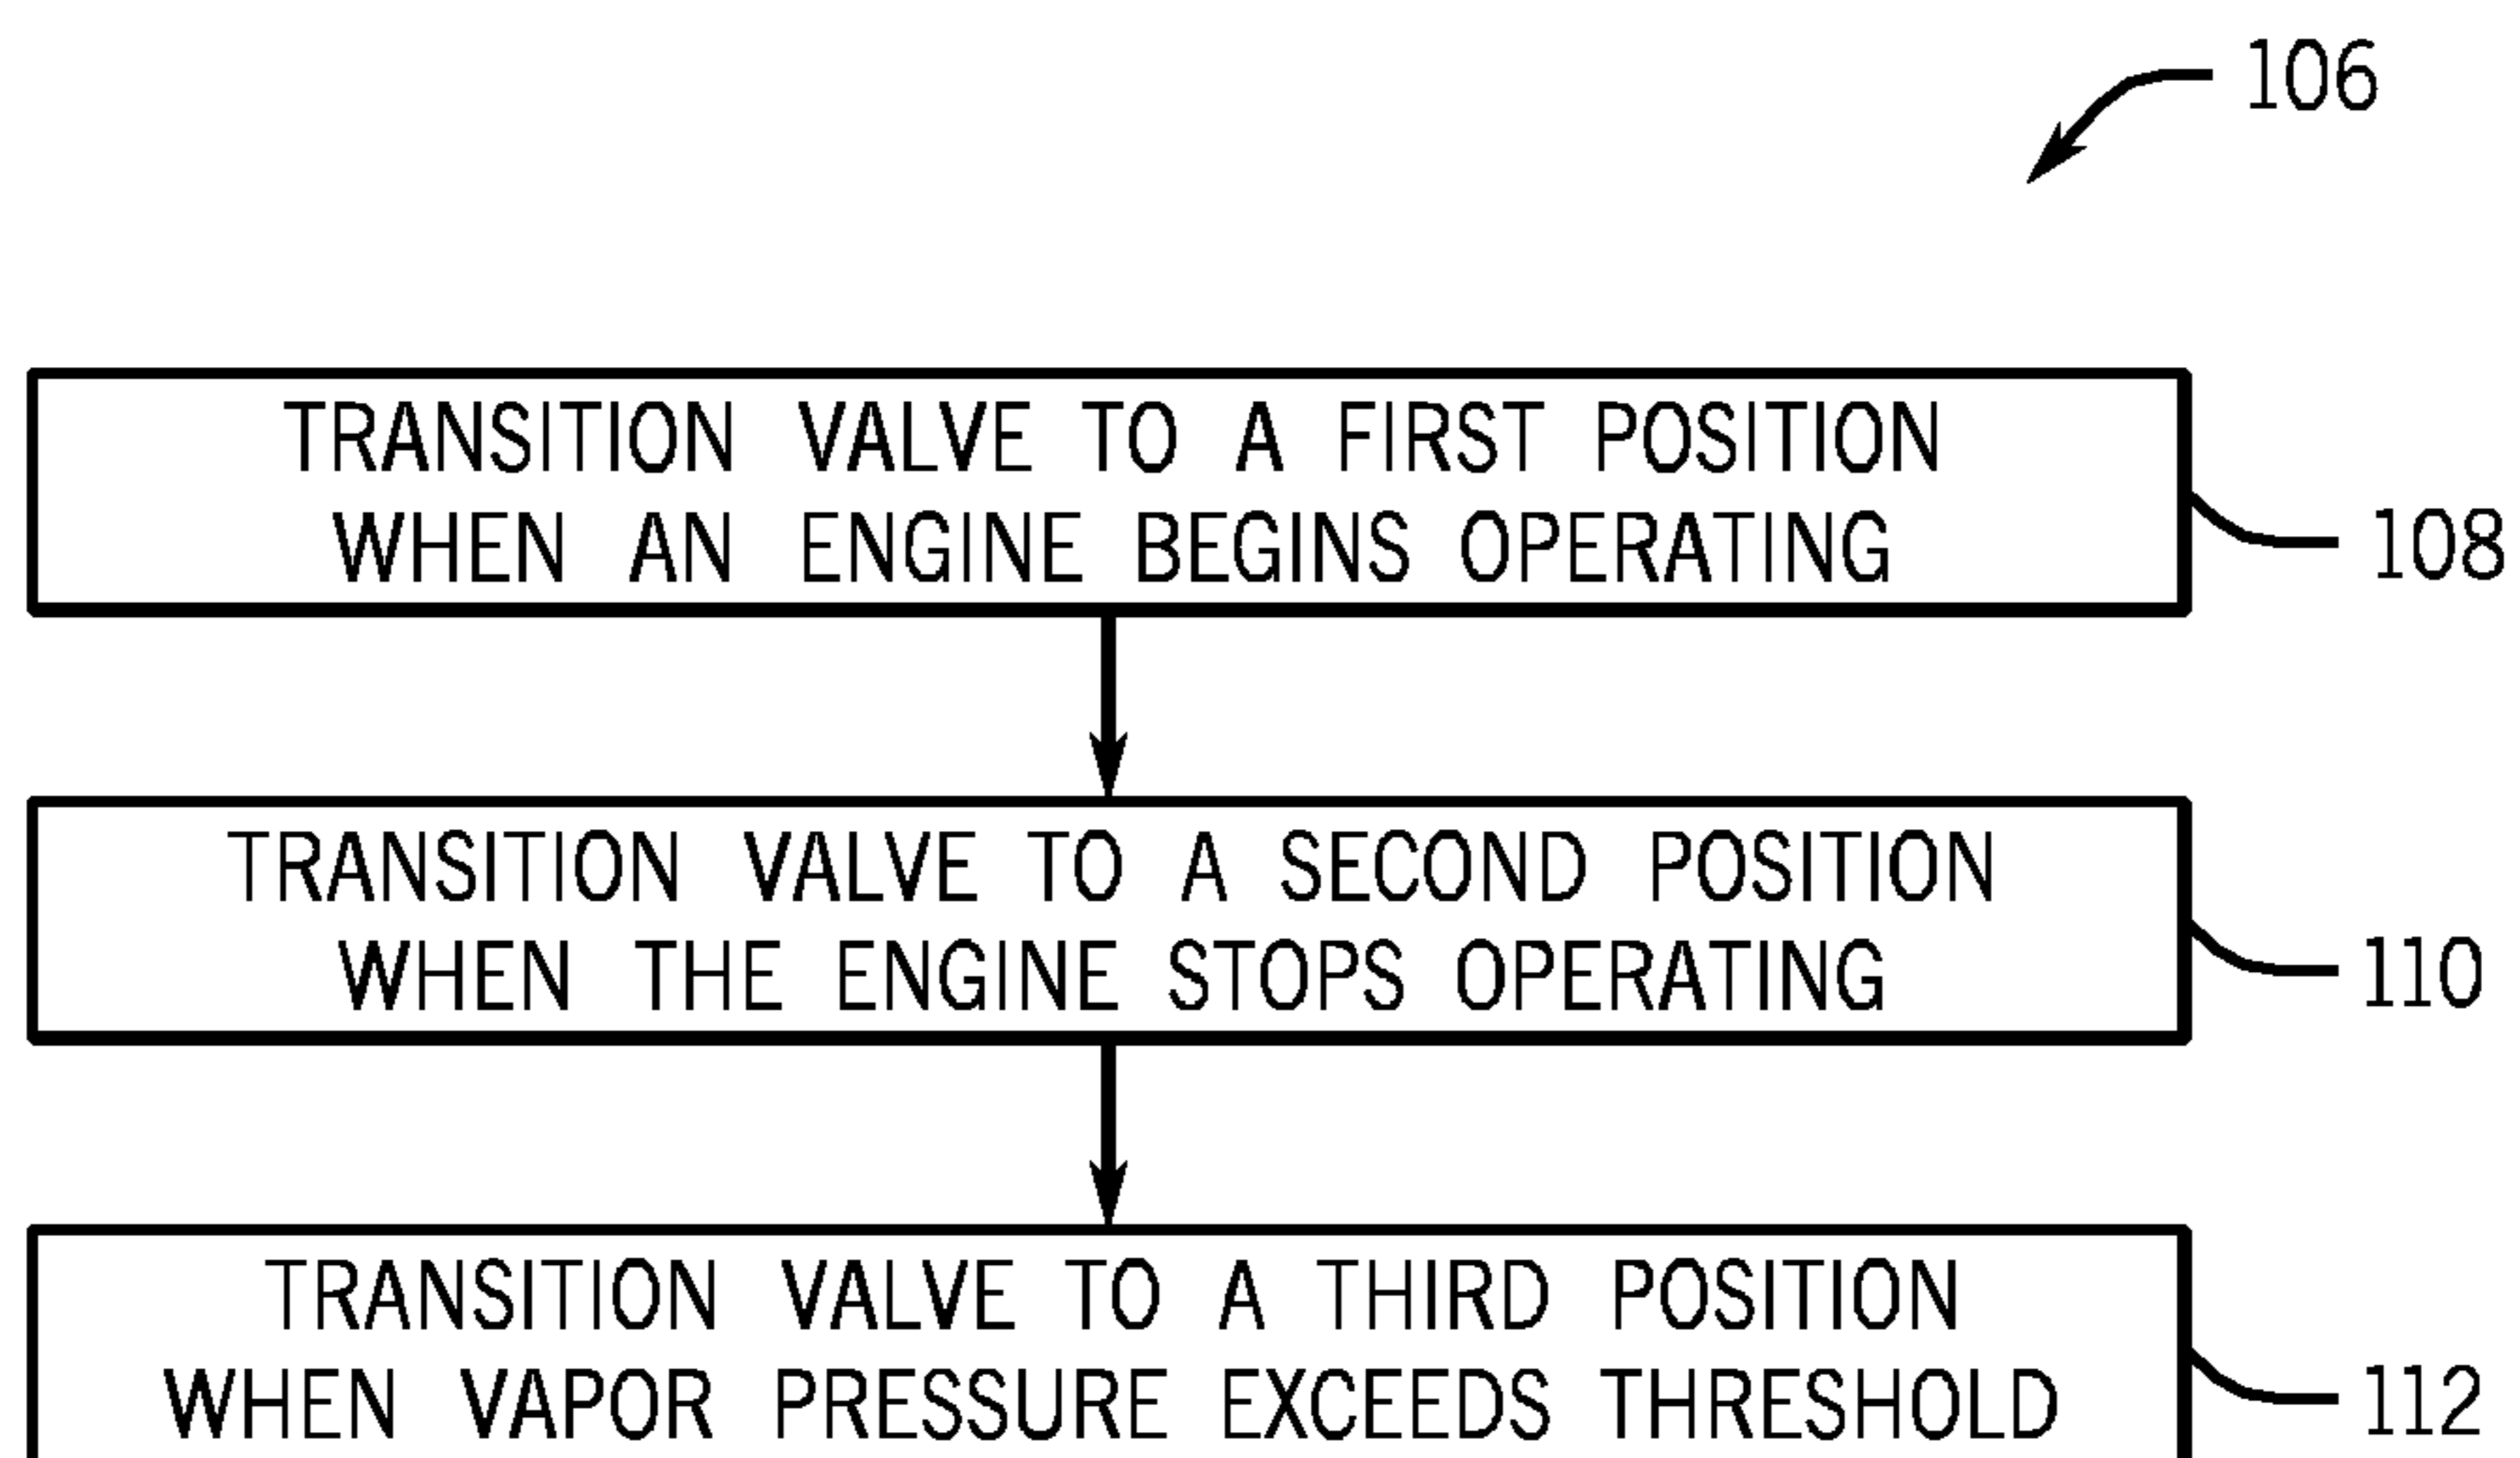 106
TRANSITION VALVE TO A FIRST POSITION
WHEN AN ENGINE BEGINS OPERATING
108
TRANSITION VALVE TO A SECOND POSITION
WHEN THE ENGINE STOPS OPERATING
110
TRANSITION VALVE TO A THIRD POSITION
WHEN VAPOR PRESSURE EXCEEDS THRESHOLD
112